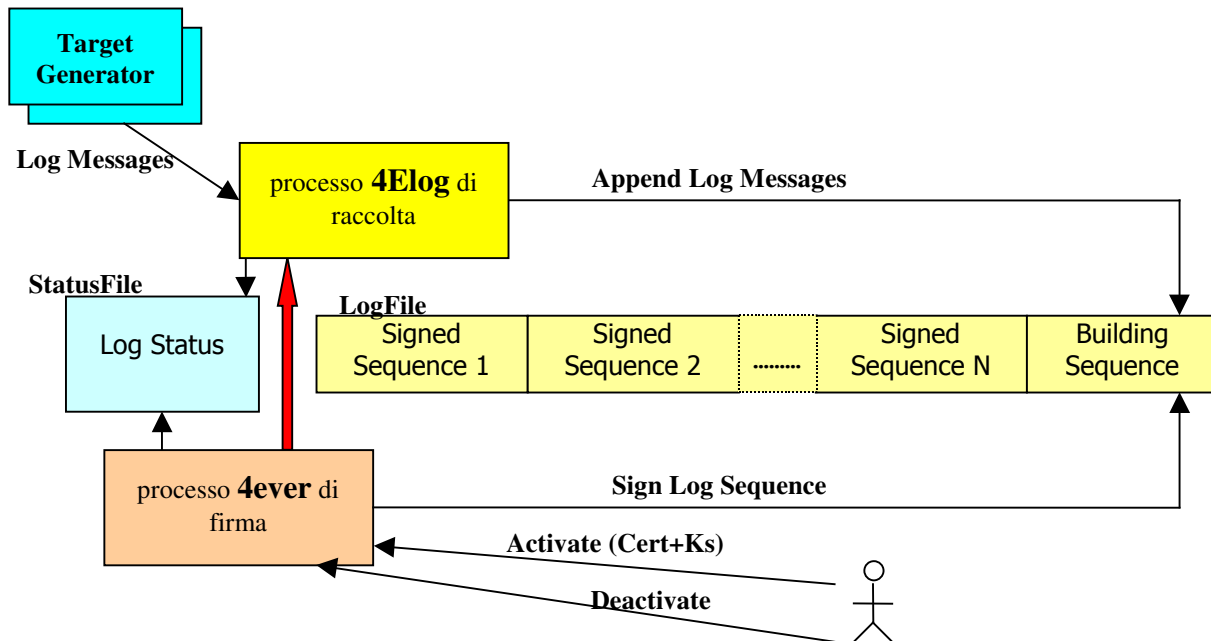 Target
Generator
Log Messages
processo 4Elog di
raccolta
Append Log Messages
StatusFile
Log Status
LogFile
Signed
Sequence 1
Signed
Sequence 2
.........
Signed
Sequence N
Building
Sequence
processo 4ever di
firma
Sign Log Sequence
Activate (Cert+Ks)
Deactivate